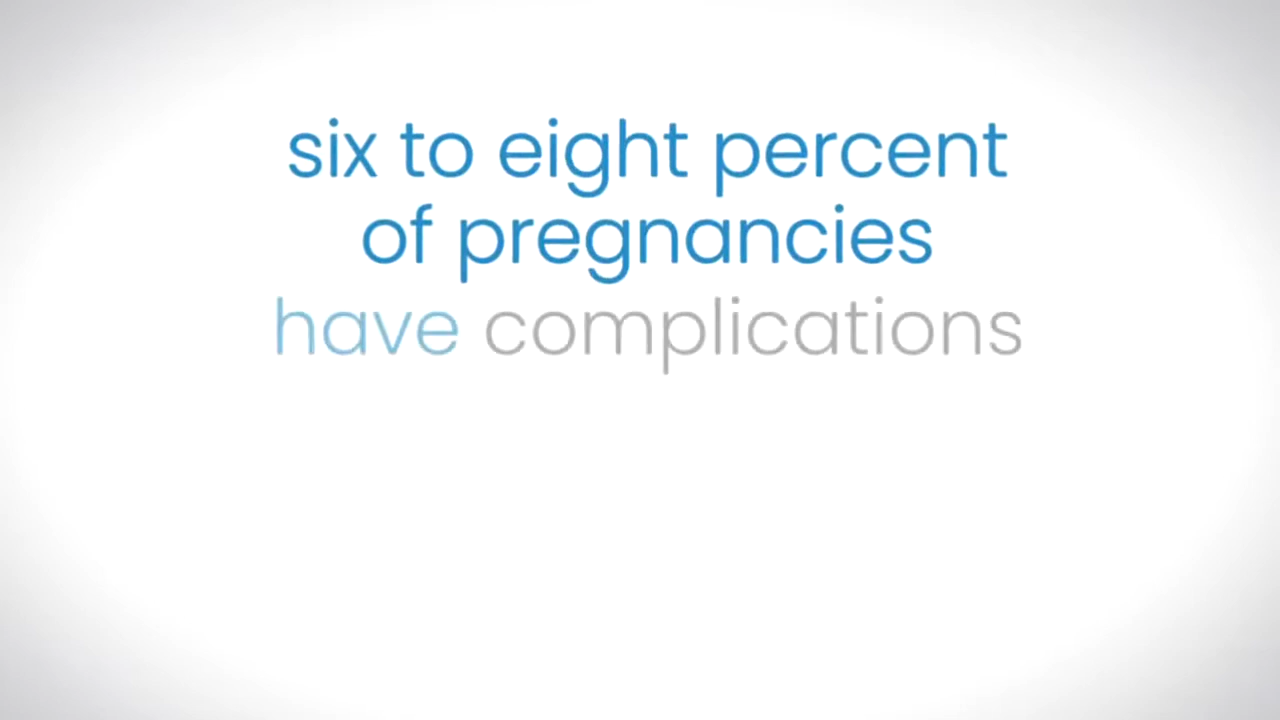 six to eight percent
of pregnancies
have complications